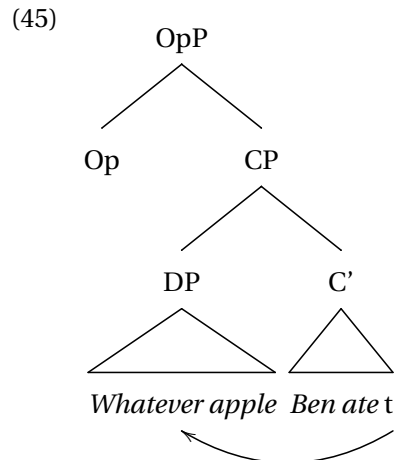 (45)
OpP
Op CP
DP C’
Whatever apple Ben ate t